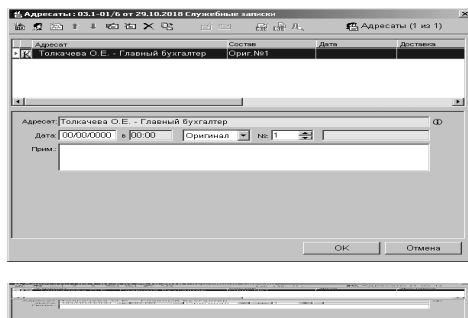 Адресаты : 03.1-01/6 от 29.10.2018 Служебные записки
Адресаты (1 из 1)
Адресат Состав Дата Доставка
Толкачева О.Е. - Главный бухгалтер Ориг.№1
Адресат: Толкачева О.Е. - Главный бухгалтер
Дата: 00/00/0000 в 00:00 Оригинал №: 1
Прим.:
OK Отмена